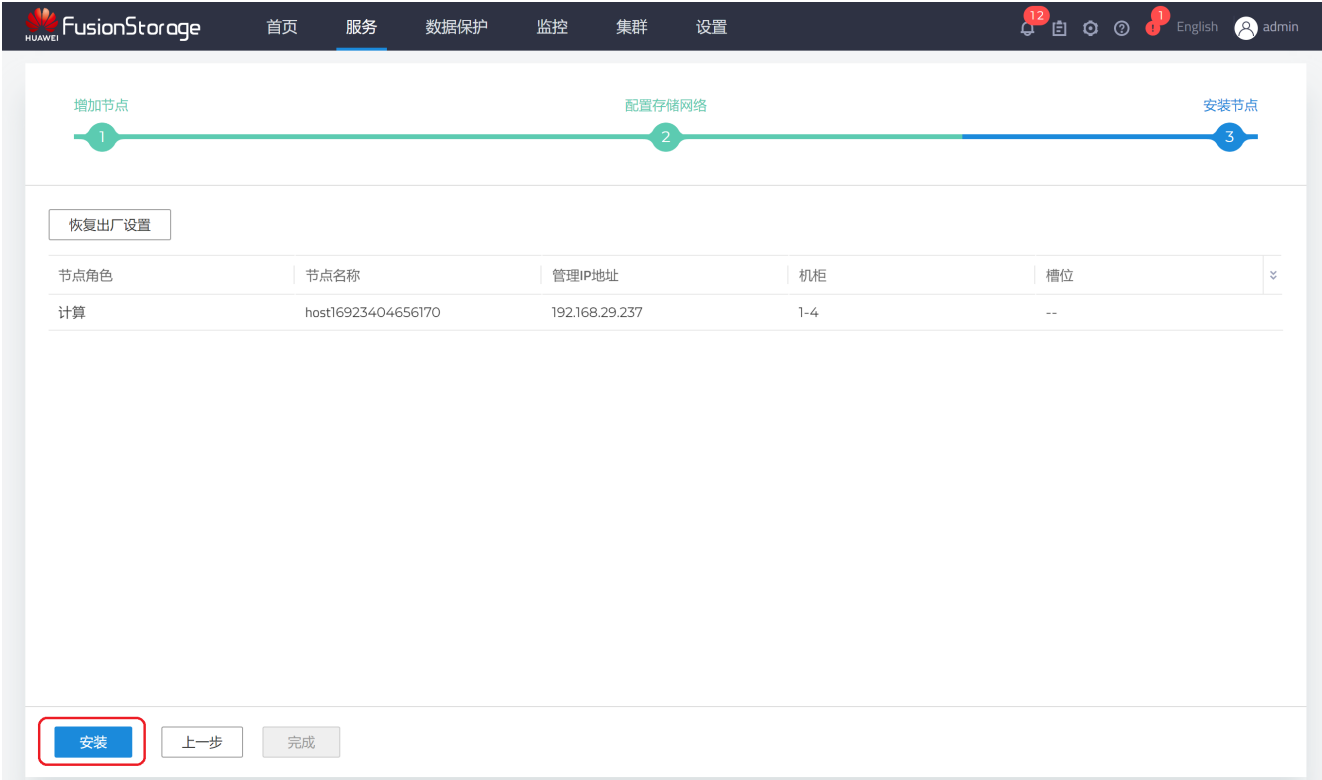 HUAWEI FusionStorage 首页 服务 数据保护 监控 集群 设置 12 1 English admin
增加节点 配置存储网络 安装节点
1 2 3
恢复出厂设置
节点角色 节点名称 管理IP地址 机柜 槽位
计算 host16923404656170 192.168.29.237 1-4 --
安装 上一步 完成